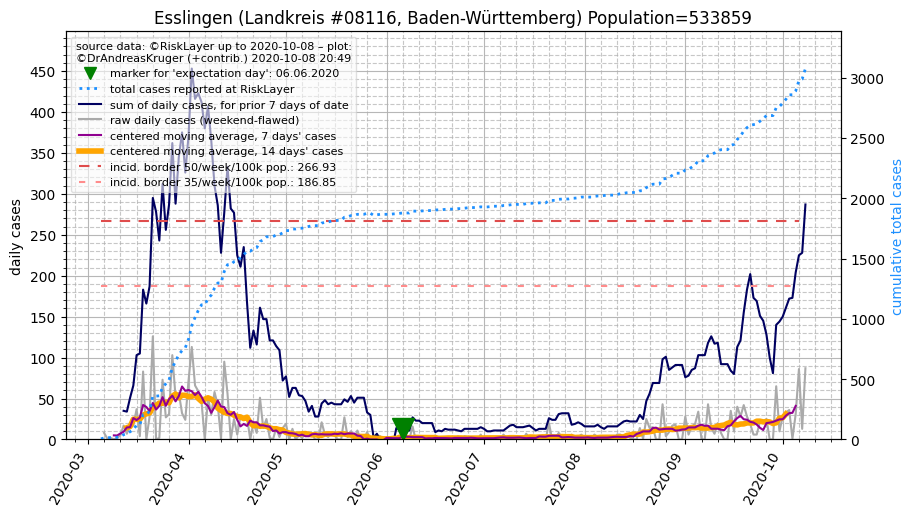 Esslingen (Landkreis #08116, Baden-Württemberg) Population=533859
source data: ©RiskLayer up to 2020-10-08 – plot:
©DrAndreasKruger (+contrib.) 2020-10-08 20:49
marker for 'expectation day': 06.06.2020
total cases reported at RiskLayer
sum of daily cases, for prior 7 days of date
raw daily cases (weekend-flawed)
centered moving average, 7 days' cases
centered moving average, 14 days' cases
incid. border 50/week/100k pop.: 266.93
incid. border 35/week/100k pop.: 186.85
daily cases
450
400
350
300
250
200
150
100
50
0
cumulative total cases
3000
2500
2000
1500
1000
500
0
2020-03
2020-04
2020-05
2020-06
2020-07
2020-08
2020-09
2020-10